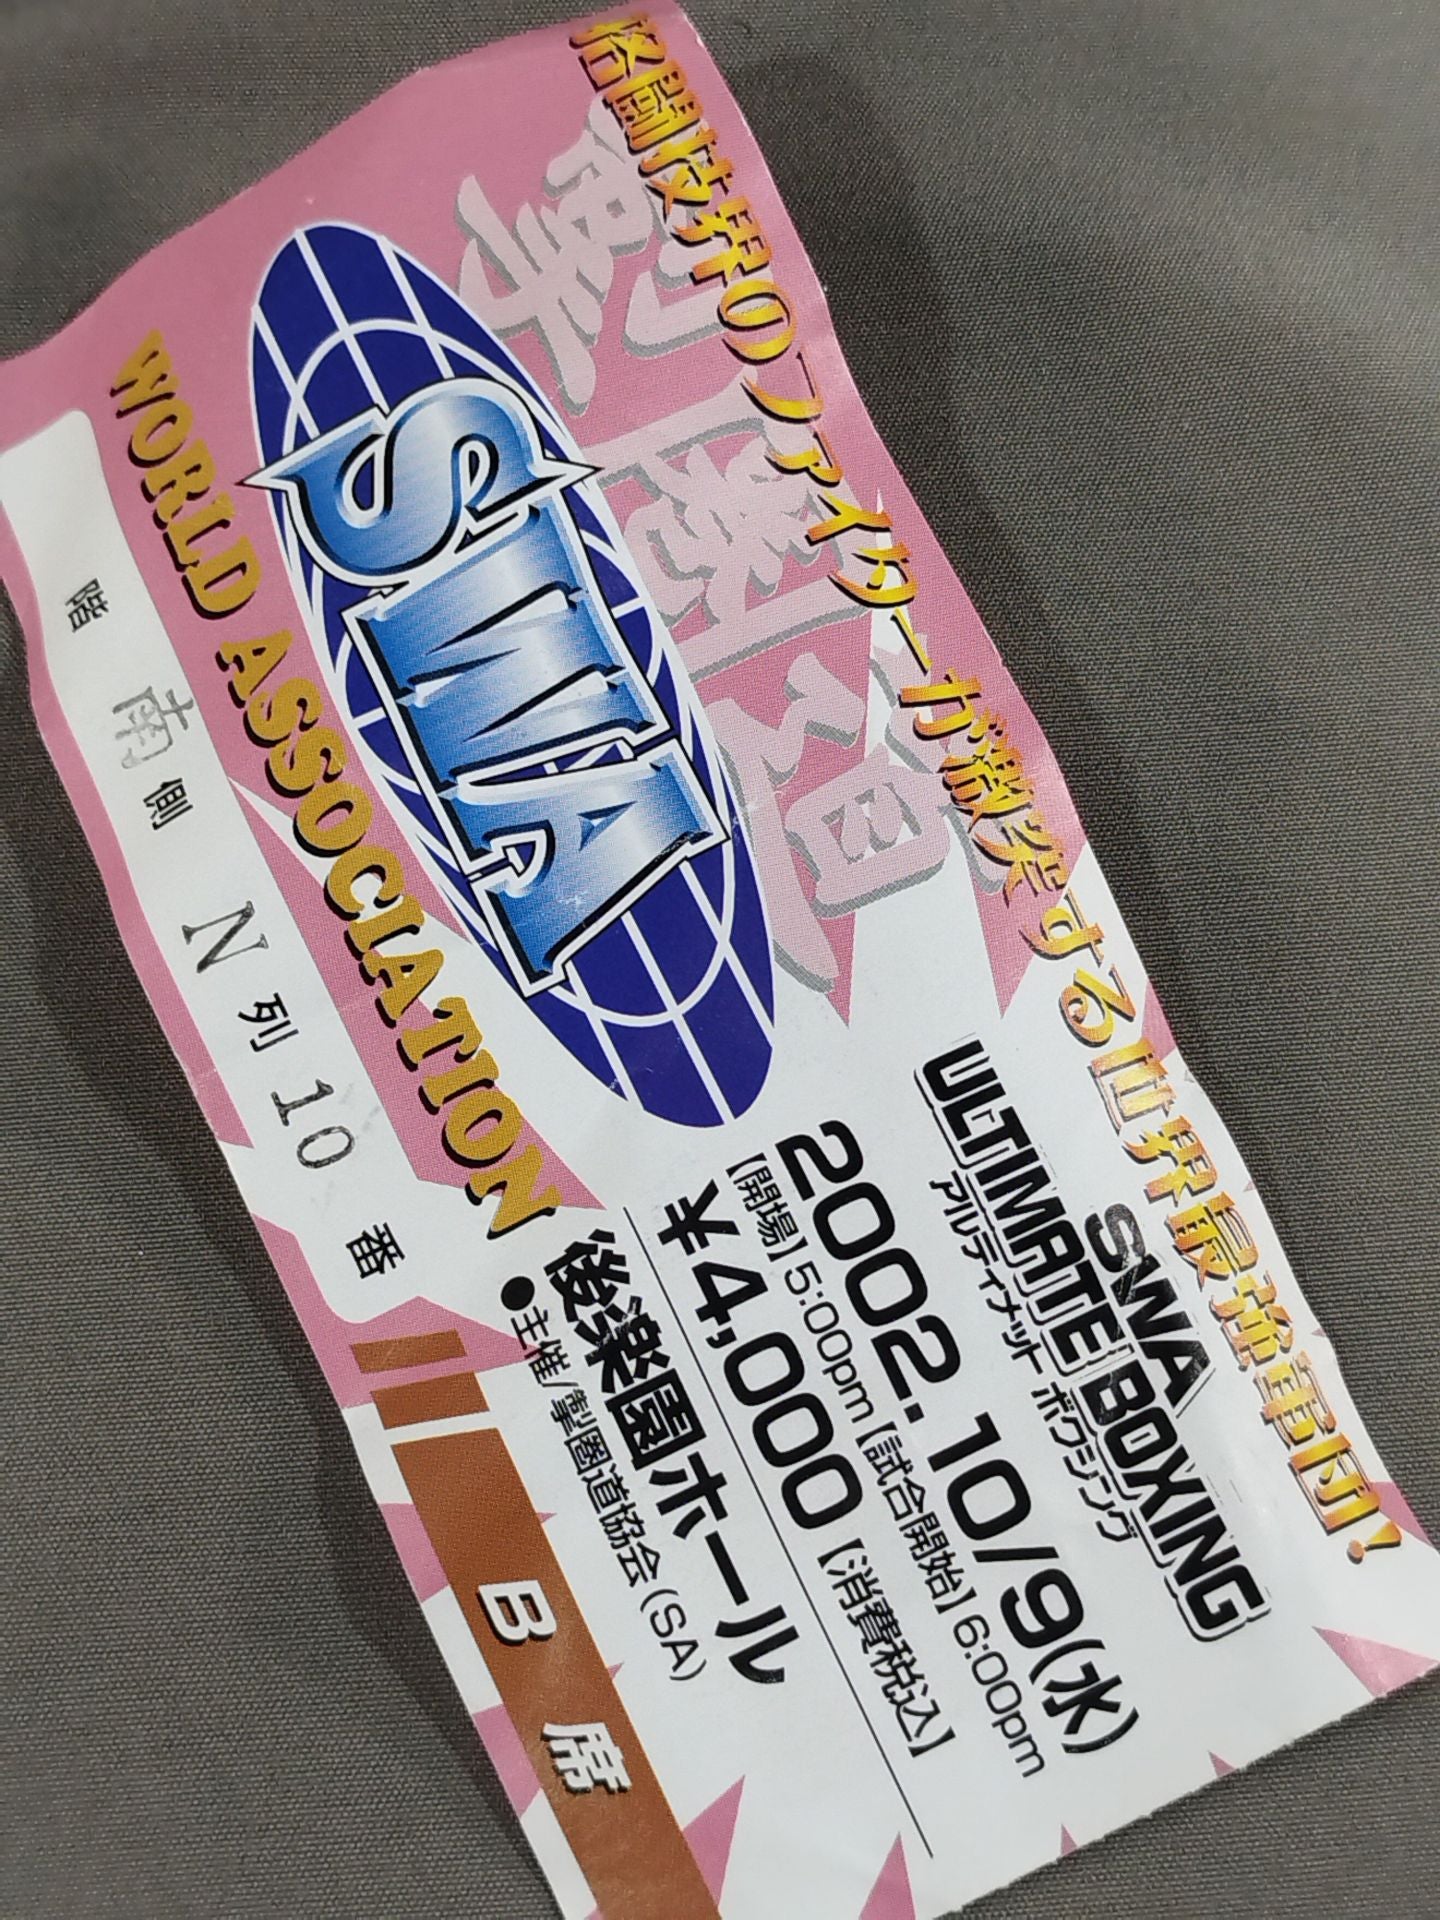 格闘技界のファイターが激突する世界最強軍団!
掣圏道
SWA
WORLD ASSOCIATION
SWA
ULTIMATE BOXING
アルティメット ボクシング
2002.10/9(水)
【開場】5:00pm【試合開始】6:00pm
¥4,000【消費税込】
後楽園ホール
●主催/掣圏道協会(SA)
階 南 側 N 列 10 番
B 席